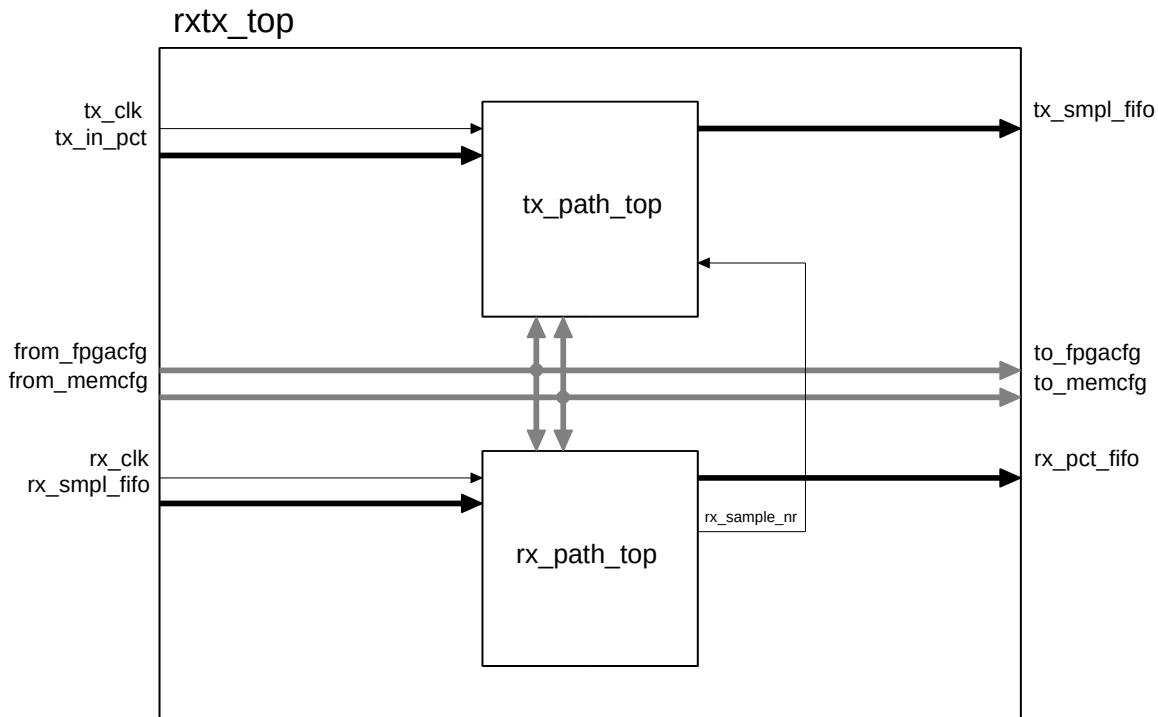 rxtx_top
tx_clk
tx_in_pct
tx_smpl_fifo
tx_path_top
from_fpgacfg
from_memcfg
to_fpgacfg
to_memcfg
rx_clk
rx_smpl_fifo
rx_pct_fifo
rx_sample_nr
rx_path_top